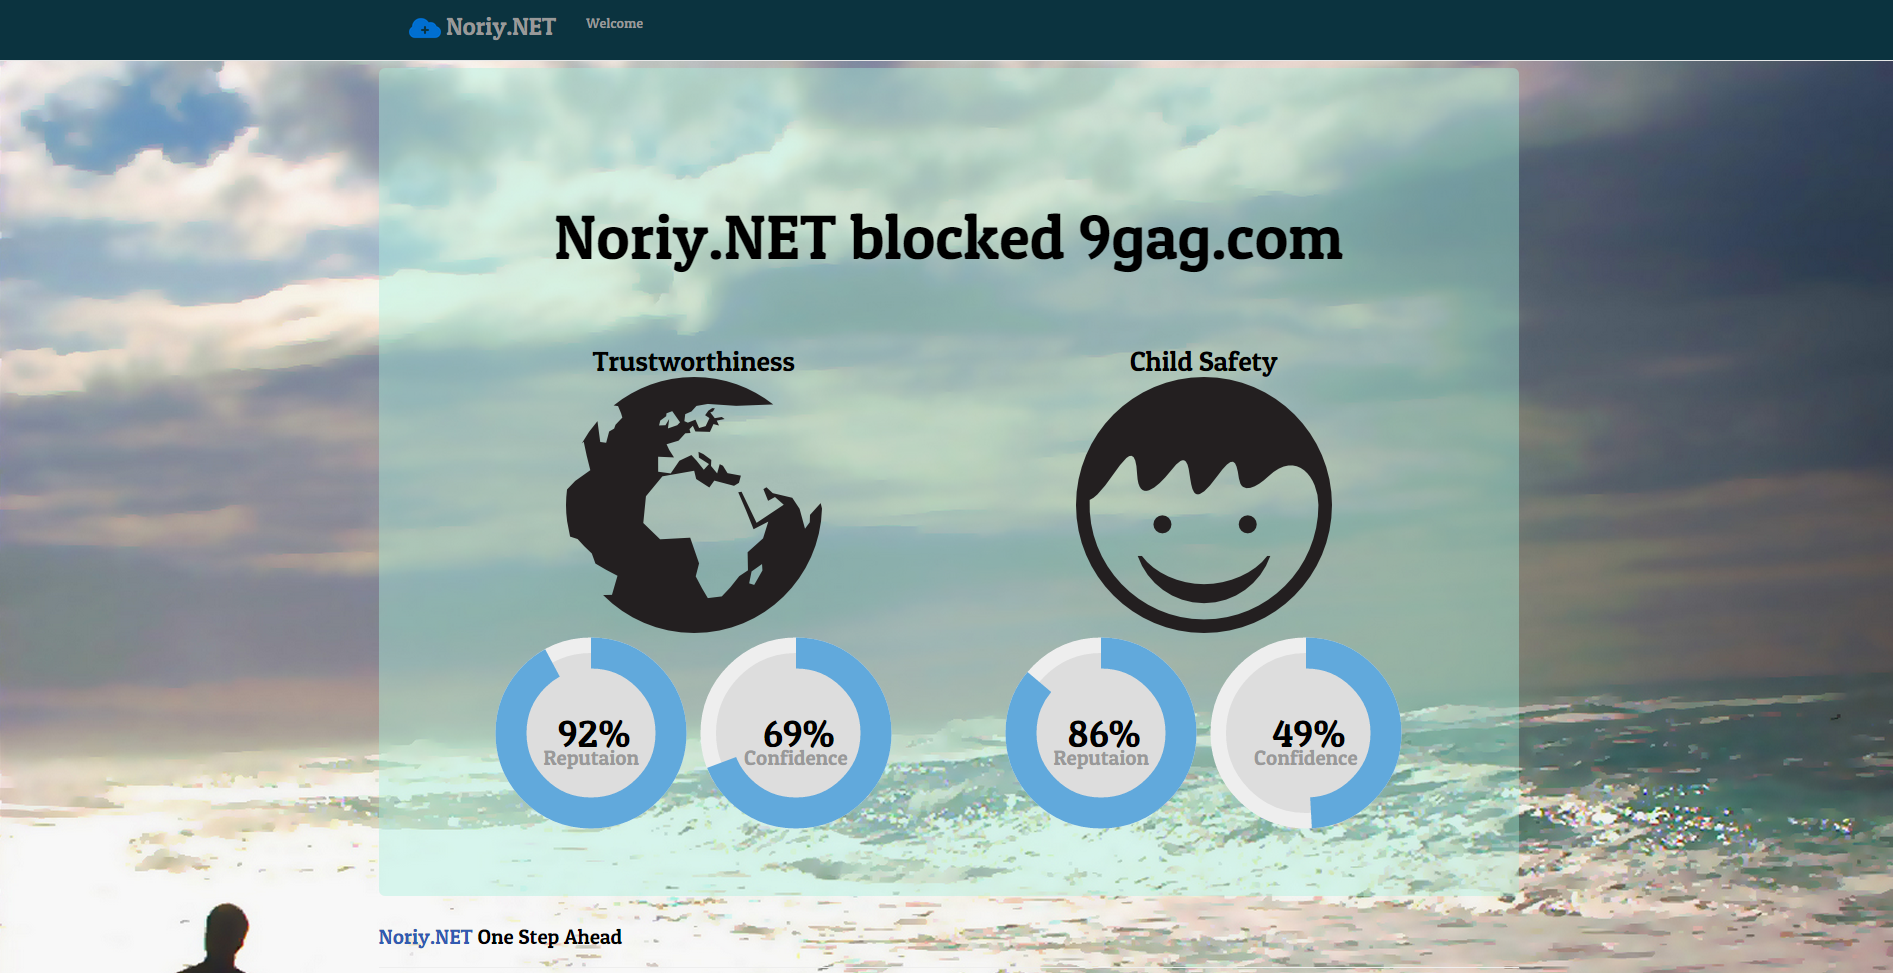 Noriy.NET Welcome
Noriy.NET blocked 9gag.com
Trustworthiness
Child Safety
92%
Reputaion
69%
Confidence
86%
Reputaion
49%
Confidence
Noriy.NET One Step Ahead